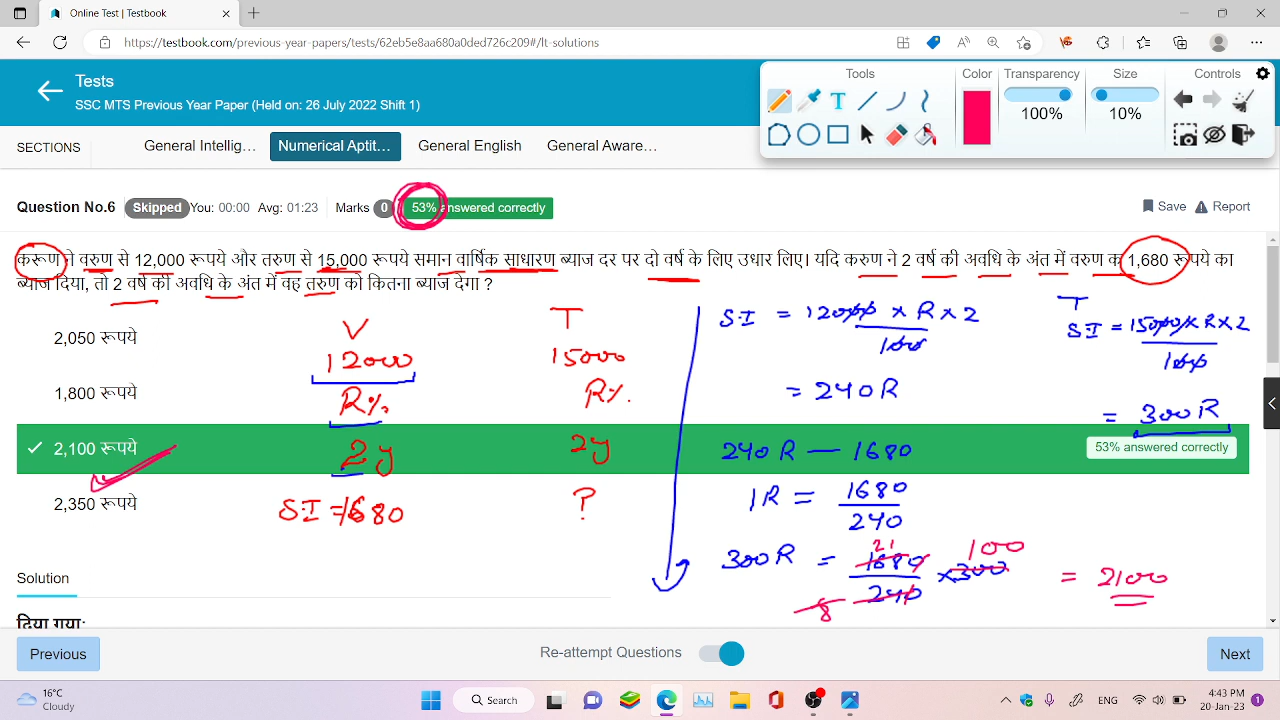 Online Test | Testbook
https://testbook.com/previous-year-papers/tests/62eb5e8aa680a0ded726c209#/lt-solutions
Tests
SSC MTS Previous Year Paper (Held on: 26 July 2022 Shift 1)
Tools
Color
Transparency
Size
Controls
100%
10%
SECTIONS
General Intellig...
Numerical Aptit...
General English
General Aware...
Question No.6
Skipped
You: 00:00
Avg: 01:23
Marks 0
53% answered correctly
Save
Report
करूण ने वरुण से 12,000 रूपये और तरुण से 15,000 रूपये समान वार्षिक साधारण ब्याज दर पर दो वर्ष के लिए उधार लिए। यदि करुण ने 2 वर्ष की अवधि के अंत में वरुण क 1,680 रूपये का
ब्याज दिया, तो 2 वर्ष की अवधि के अंत में वह तरुण को कितना ब्याज देगा ?
2,050 रूपये
1,800 रूपये
2,100 रूपये
2,350 रूपये
53% answered correctly
V
12000
R%
2y
SI = 1680
T
15000
R%.
2y
?
S.I = 12000 × R × 2
100
= 240R
240R — 1680
1R = 1680
240
300R = 1680 × 300
240
21
100
8
= 2100
T
SI = 15000 × R × 2
100
= 300R
Solution
दिया गया:
Previous
Re-attempt Questions
Next
16°C
Cloudy
Search
ENG
4:43 PM
20-Jan-23